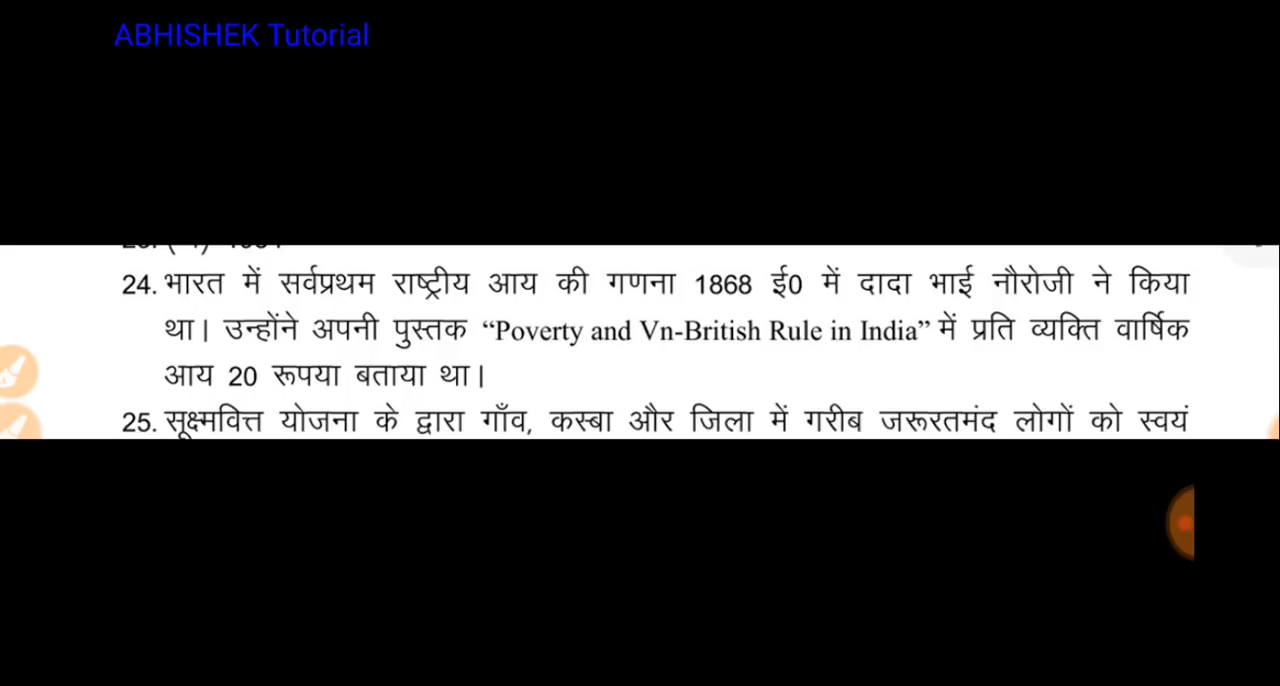 ABHISHEK Tutorial
24. भारत में सर्वप्रथम राष्ट्रीय आय की गणना 1868 ई0 में दादा भाई नौरोजी ने किया
था। उन्होंने अपनी पुस्तक “Poverty and Vn-British Rule in India” में प्रति व्यक्ति वार्षिक
आय 20 रूपया बताया था।
25. सूक्ष्मवित्त योजना के द्वारा गाँव, कस्बा और जिला में गरीब जरूरतमंद लोगों को स्वयं